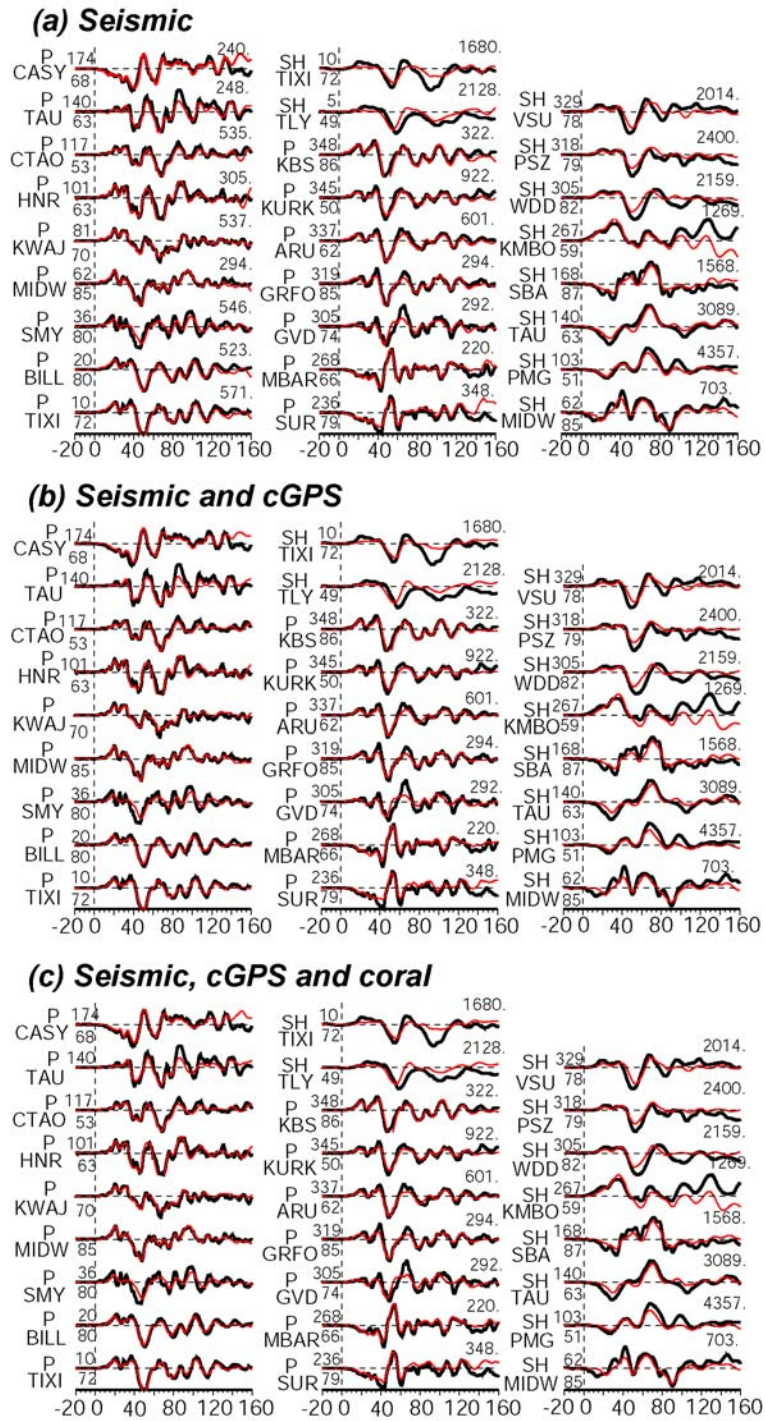 (a) Seismic
P 174 240.
CASY 68
P 140 248.
TAU 63
P 117 535.
CTAO 53
P 101 305.
HNR 63
P 81 537.
KWAJ 70
P 62 294.
MIDW 85
P 36 546.
SMY 80
P 20 523.
BILL 80
P 10 571.
TIXI 72
-20 0 40 80 120 160
SH 10 1680.
TIXI 72
SH 5 2128.
TLY 49
P 348 322.
KBS 86
P 345 922.
KURK 50
P 337 601.
ARU 62
P 319 294.
GRFO 85
P 305 292.
GVD 74
P 268 220.
MBAR 66
P 236 348.
SUR 79
-20 0 40 80 120 160
SH 329 2014.
VSU 78
SH 318 2400.
PSZ 79
SH 305 2159.
WDD 82
SH 267 1269.
KMBO 59
SH 168 1568.
SBA 87
SH 140 3089.
TAU 63
SH 103 4357.
PMG 51
SH 62 703.
MIDW 85
-20 0 40 80 120 160
(b) Seismic and cGPS
P 174
CASY 68
P 140
TAU
P 117
CTAO 53
P 101
HNR 63
P
KWAJ 70
P
MIDW 85
P 36
SMY 80
P 20
BILL 80
P 10
TIXI 72
-20 0 40 80 120 160
SH 10 1680.
TIXI 72
SH 2128.
TLY 49
P 348 322.
KBS 86
P 345 922.
KURK 50
P 337 601.
ARU 62
P 319 294.
GRFO 85
P 305 292.
GVD 74
P 268 220.
MBAR 66
P 236 348.
SUR 79
-20 0 40 80 120 160
SH 329 2014.
VSU 78
SH 318 2400.
PSZ 79
SH 305 2159.
WDD 82
SH 267 1269.
KMBO 59
SH 168 1568.
SBA 87
SH 140 3089.
TAU 63
SH 103 4357.
PMG 51
SH 62 703.
MIDW 85
-20 0 40 80 120 160
(c) Seismic, cGPS and coral
P 174
CASY 68
P 140
TAU
P 117
CTAO 53
P 101
HNR 63
P
KWAJ 70
P
MIDW 85
P 36
SMY 80
P 20
BILL 80
P 10
TIXI 72
-20 0 40 80 120 160
SH 10 1680.
TIXI 72
SH 2128.
TLY 49
P 348 322.
KBS 86
P 345 922.
KURK 50
P 337 601.
ARU 62
P 319 294.
GRFO 85
P 305 292.
GVD 74
P 268 220.
MBAR 66
P 236 348.
SUR 79
-20 0 40 80 120 160
SH 329 2014.
VSU 78
SH 318 2400.
PSZ 79
SH 305 2159.
WDD 82
SH 267 1269.
KMBO 59
SH 168 1568.
SBA 87
SH 140 3089.
TAU 63
SH 103 4357.
PMG 51
SH 62 703.
MIDW 85
-20 0 40 80 120 160